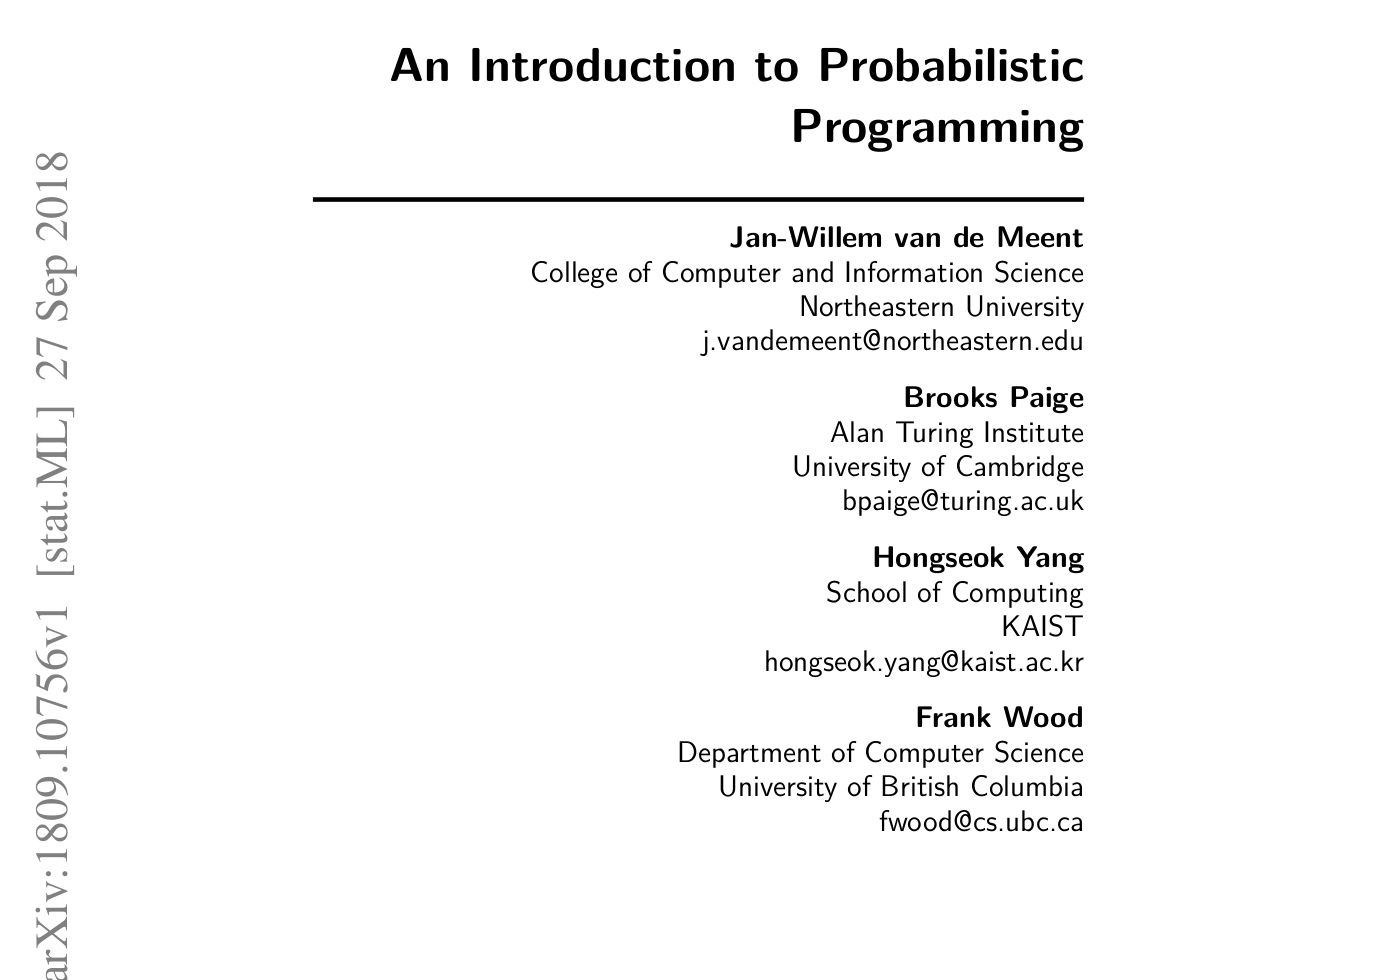 An Introduction to Probabilistic
Programming
Jan-Willem van de Meent
College of Computer and Information Science
Northeastern University
j.vandemeent@northeastern.edu
Brooks Paige
Alan Turing Institute
University of Cambridge
bpaige@turing.ac.uk
Hongseok Yang
School of Computing
KAIST
hongseok.yang@kaist.ac.kr
Frank Wood
Department of Computer Science
University of British Columbia
fwood@cs.ubc.ca
arXiv:1809.10756v1 [stat.ML] 27 Sep 2018